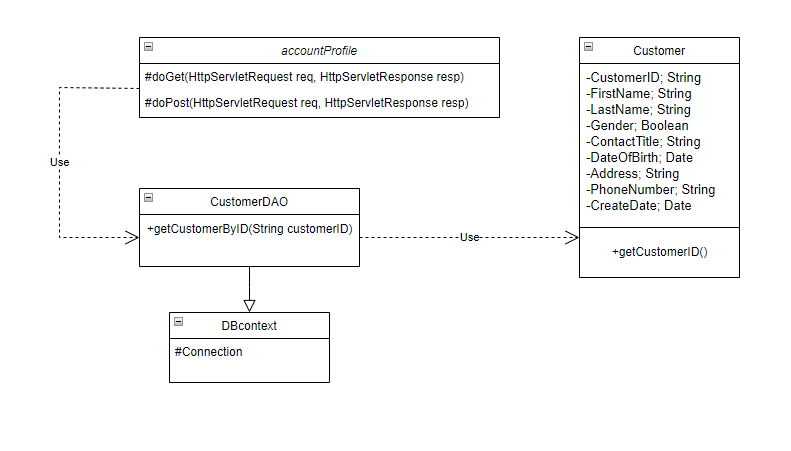 accountProfile
#doGet(HttpServletRequest req, HttpServletResponse resp)
#doPost(HttpServletRequest req, HttpServletResponse resp)
Customer
-CustomerID; String
-FirstName; String
-LastName; String
-Gender; Boolean
-ContactTitle; String
-DateOfBirth; Date
-Address; String
-PhoneNumber; String
-CreateDate; Date
+getCustomerID()
Use
CustomerDAO
+getCustomerByID(String customerID)
Use
DBcontext
#Connection